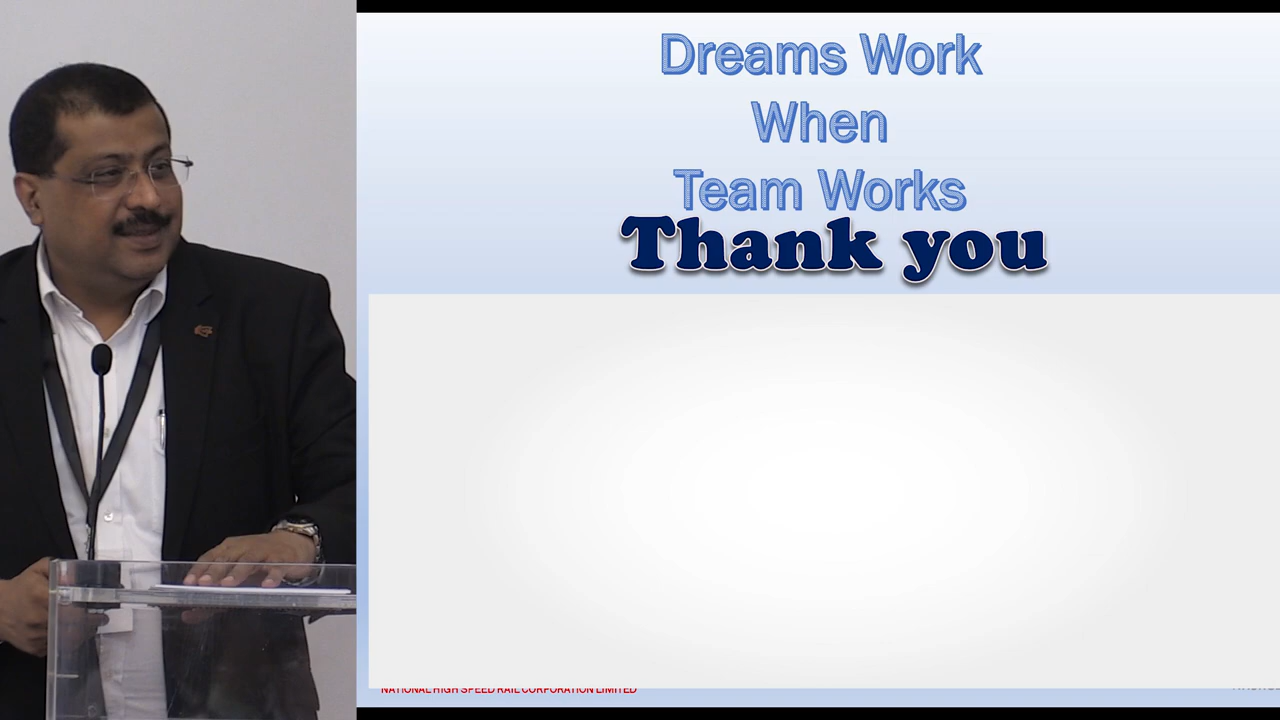 Dreams Work
When
Team Works
Thank you
NATIONAL HIGH SPEED RAIL CORPORATION LIMITED